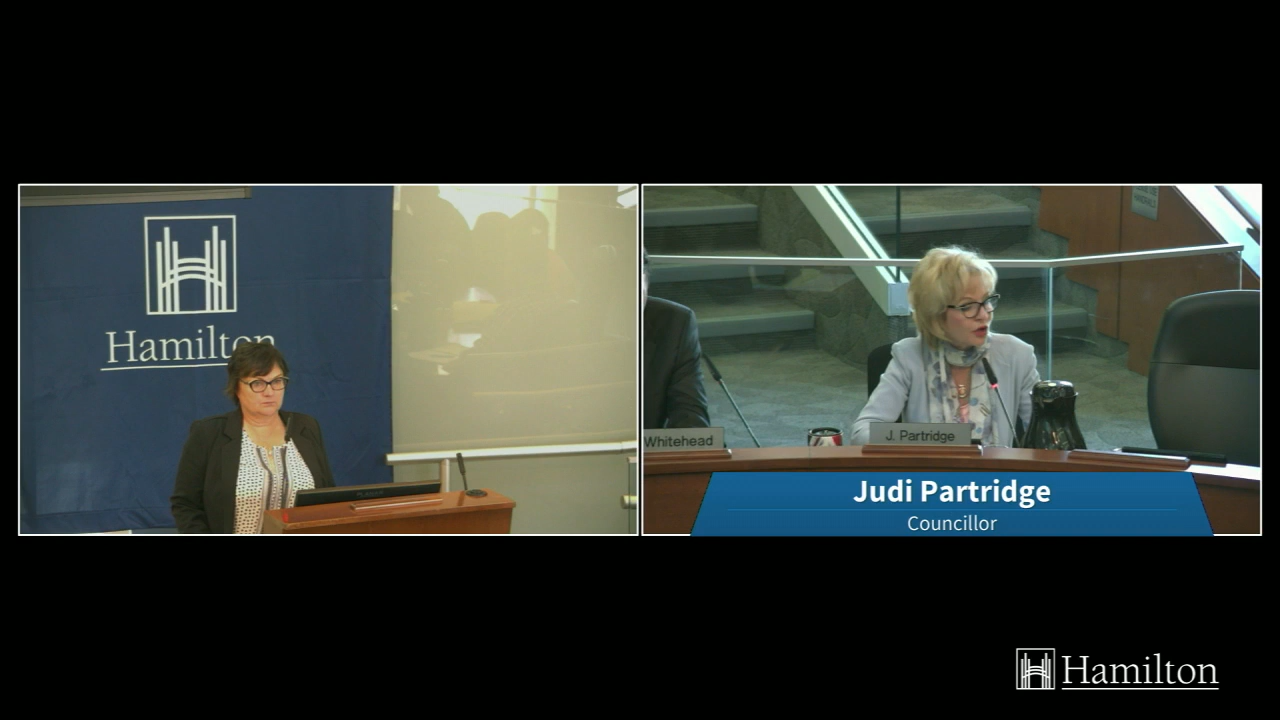 Hamilton
Whitehead
J. Partridge
Judi Partridge
Councillor
Hamilton